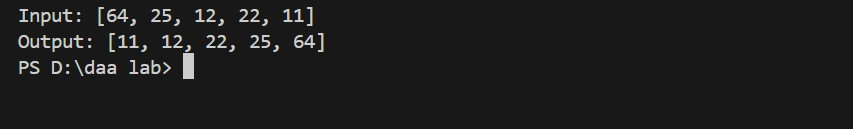 Input: [64, 25, 12, 22, 11]
Output: [11, 12, 22, 25, 64]
PS D:\daa lab>